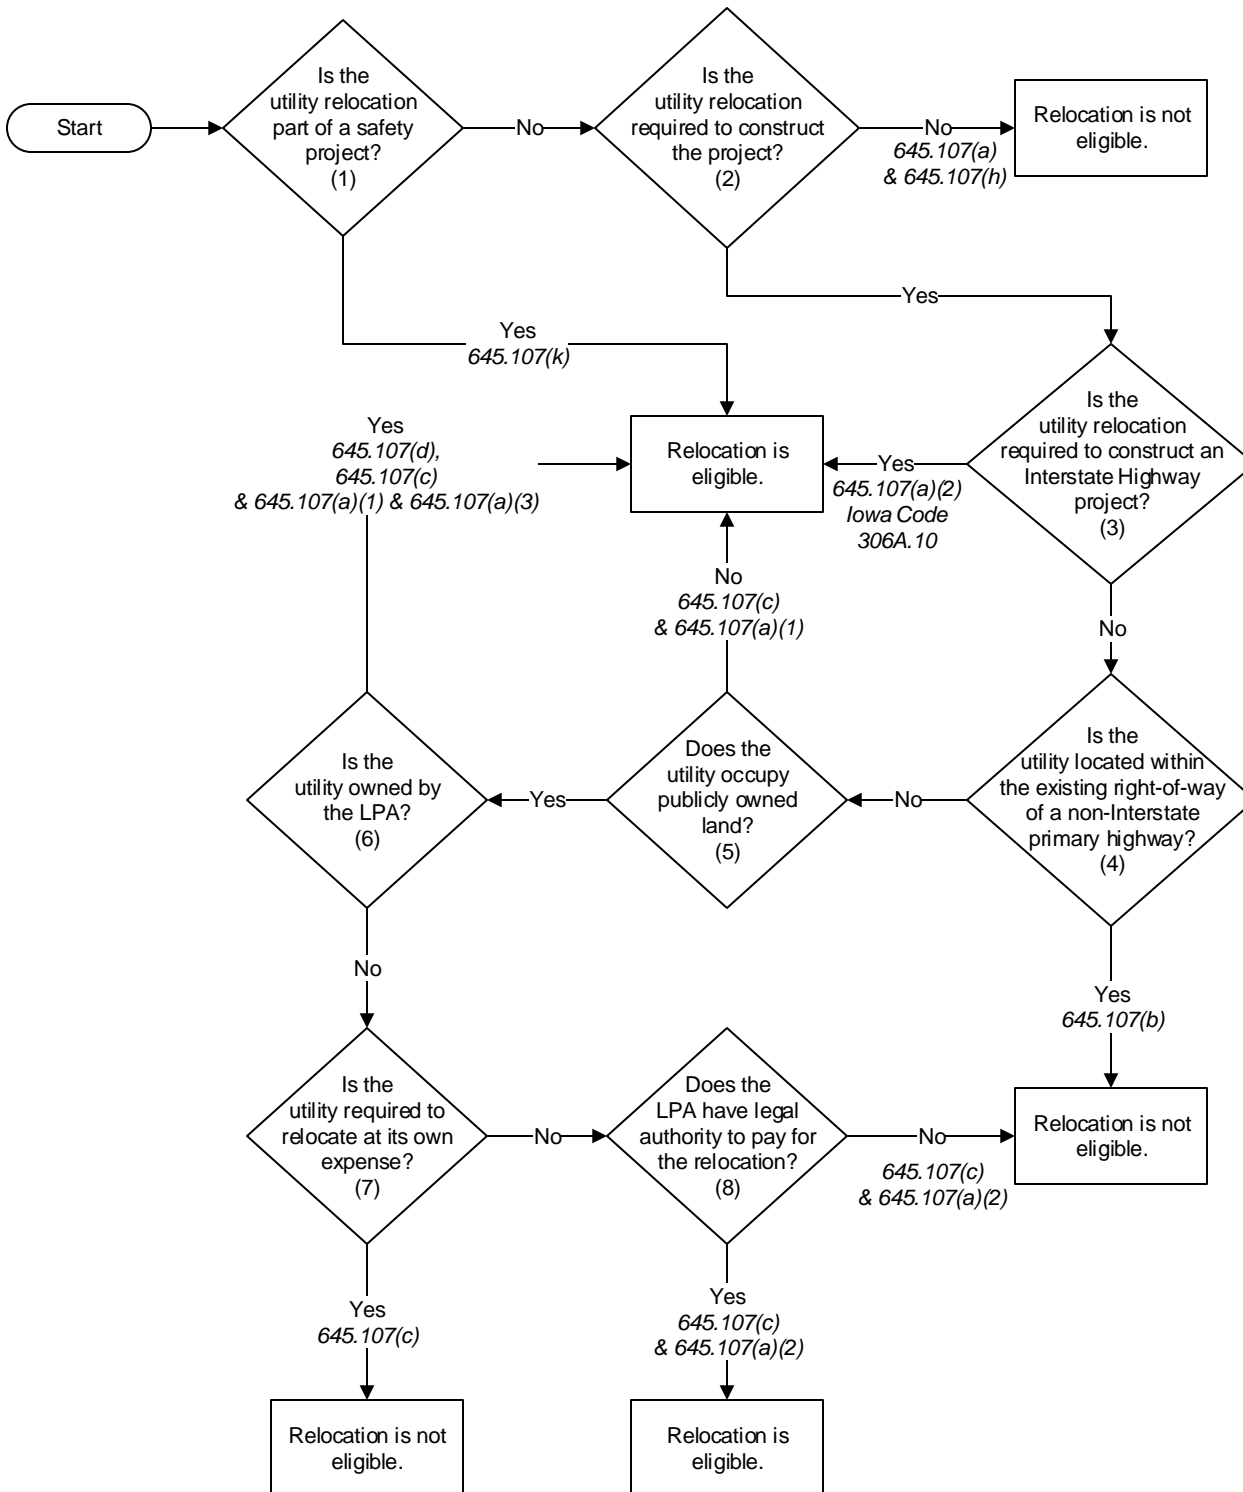 Start
Is the
utility relocation
part of a safety
project?
(1)
No
Is the
utility relocation
required to construct
the project?
(2)
No
645.107(a)
& 645.107(h)
Relocation is not
eligible.
Yes
645.107(k)
Yes
Is the
utility relocation
required to construct an
Interstate Highway
project?
(3)
Yes
645.107(a)(2)
Iowa Code
306A.10
Relocation is
eligible.
Yes
645.107(d),
645.107(c)
& 645.107(a)(1) & 645.107(a)(3)
No
645.107(c)
& 645.107(a)(1)
No
Is the
utility located within
the existing right-of-way
of a non-Interstate
primary highway?
(4)
No
Does the
utility occupy
publicly owned
land?
(5)
Yes
Is the
utility owned by
the LPA?
(6)
No
Yes
645.107(b)
Is the
utility required to
relocate at its own
expense?
(7)
No
Does the
LPA have legal
authority to pay for
the relocation?
(8)
No
645.107(c)
& 645.107(a)(2)
Relocation is not
eligible.
Yes
645.107(c)
Yes
645.107(c)
& 645.107(a)(2)
Relocation is not
eligible.
Relocation is
eligible.